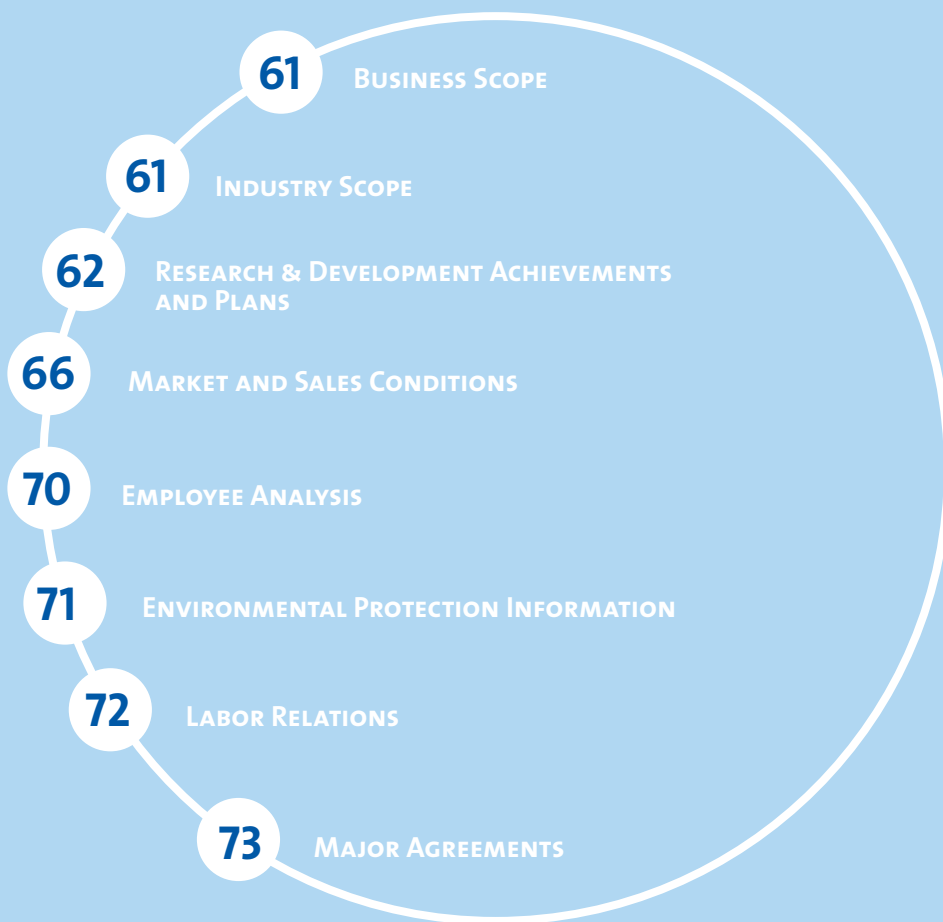 61 BUSINESS SCOPE
61 INDUSTRY SCOPE
62 RESEARCH & DEVELOPMENT ACHIEVEMENTS
AND PLANS
66 MARKET AND SALES CONDITIONS
70 EMPLOYEE ANALYSIS
71 ENVIRONMENTAL PROTECTION INFORMATION
72 LABOR RELATIONS
73 MAJOR AGREEMENTS